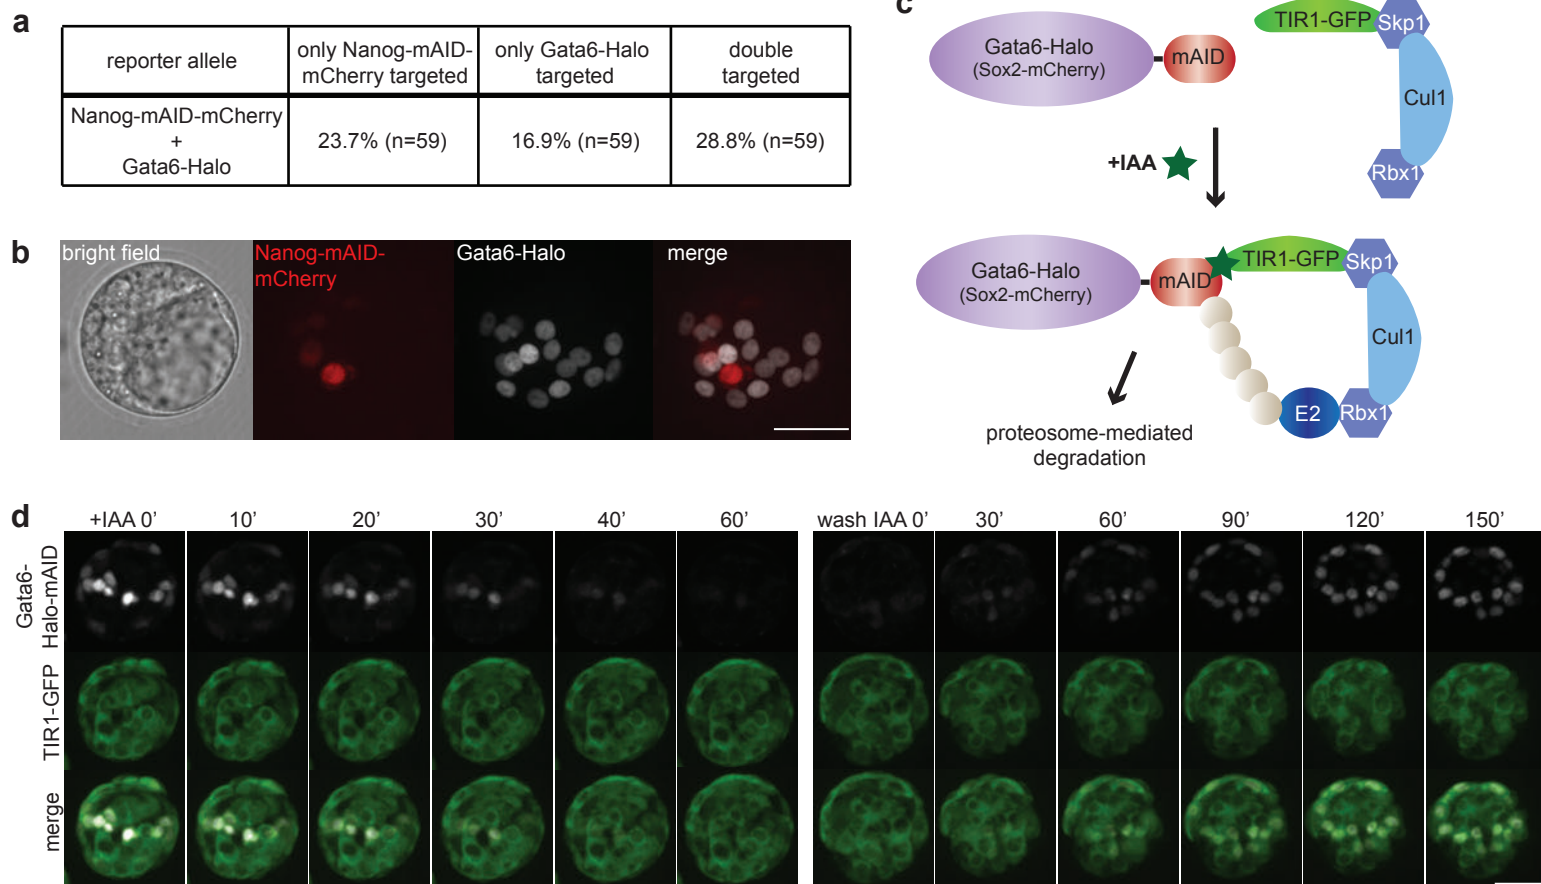 a
reporter allele
only Nanog-mAID-
mCherry targeted
only Gata6-Halo
targeted
double
targeted
Nanog-mAID-mCherry
+
Gata6-Halo
23.7% (n=59)
16.9% (n=59)
28.8% (n=59)
b
bright field
Nanog-mAID-
mCherry
Gata6-Halo
merge
c
Gata6-Halo
(Sox2-mCherry)
mAID
TIR1-GFP
Skp1
Cul1
Rbx1
+IAA
Gata6-Halo
(Sox2-mCherry)
mAID
TIR1-GFP
Skp1
Cul1
E2
Rbx1
proteosome-mediated
degradation
d
+IAA 0’
10’
20’
30’
40’
60’
wash IAA 0’
30’
60’
90’
120’
150’
Gata6-
Halo-mAID
TIR1-GFP
merge